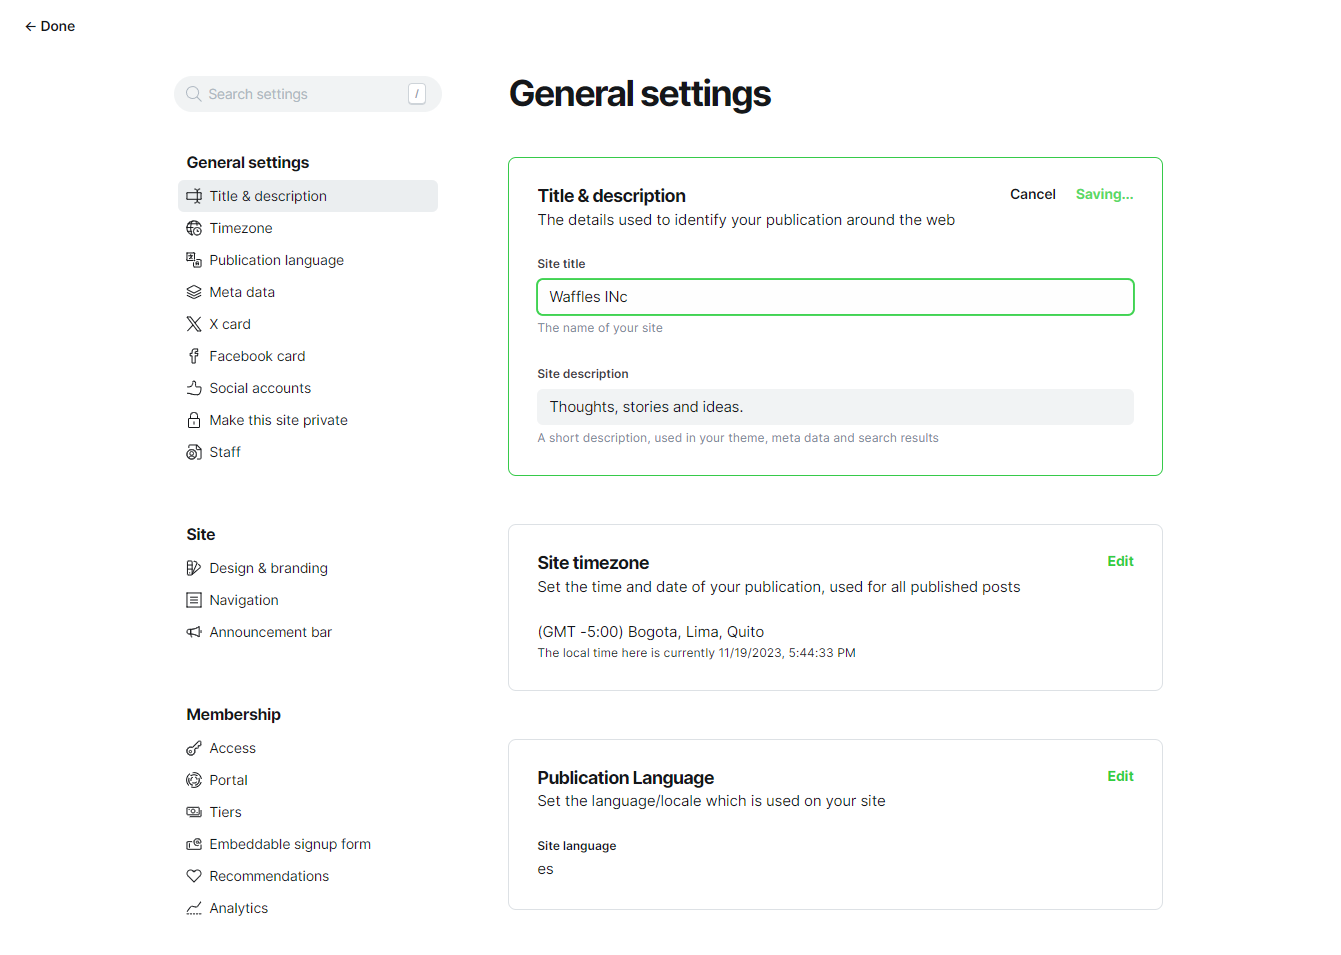 ← Done
Search settings /
General settings
Title & description
Timezone
Publication language
Meta data
X card
Facebook card
Social accounts
Make this site private
Staff
Site
Design & branding
Navigation
Announcement bar
Membership
Access
Portal
Tiers
Embeddable signup form
Recommendations
Analytics
General settings
Title & description
Cancel Saving...
The details used to identify your publication around the web
Site title
Waffles INc
The name of your site
Site description
Thoughts, stories and ideas.
A short description, used in your theme, meta data and search results
Site timezone
Edit
Set the time and date of your publication, used for all published posts
(GMT -5:00) Bogota, Lima, Quito
The local time here is currently 11/19/2023, 5:44:33 PM
Publication Language
Edit
Set the language/locale which is used on your site
Site language
es